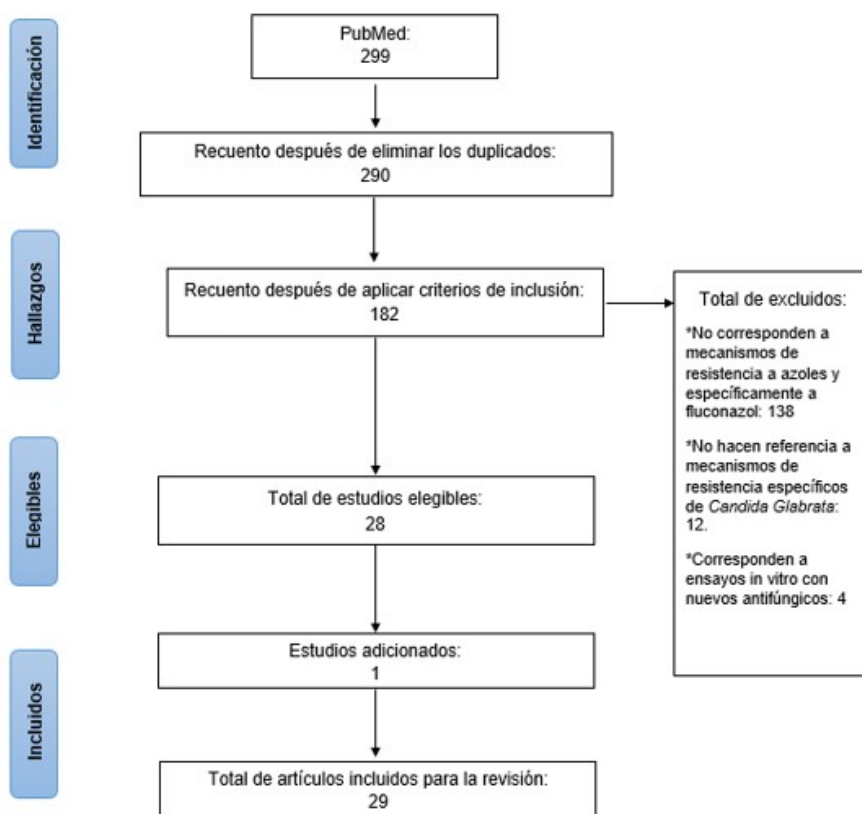 Identificación
PubMed:
299
Recuento después de eliminar los duplicados:
290
Hallazgos
Recuento después de aplicar criterios de inclusión:
182
Total de excluidos:
*No corresponden a
mecanismos de
resistencia a azoles y
específicamente a
fluconazol: 138
*No hacen referencia a
mecanismos de
resistencia específicos
de Candida Glabrata:
12.
*Corresponden a
ensayos in vitro con
nuevos antifúngicos: 4
Elegibles
Total de estudios elegibles:
28
Incluidos
Estudios adicionados:
1
Total de artículos incluidos para la revisión:
29